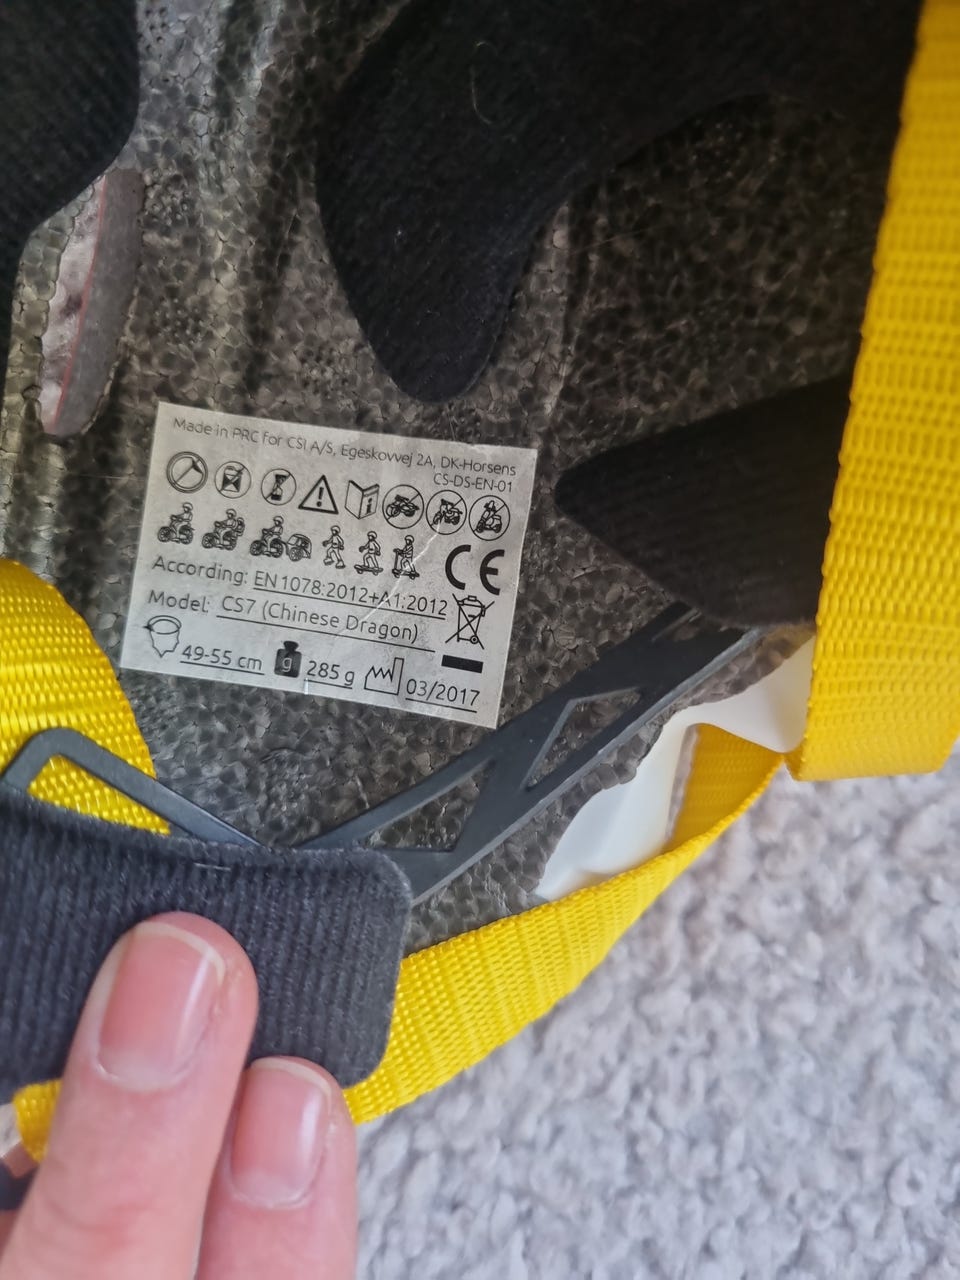 Made in PRC for CSI A/S, Egeskovvej 2A, DK-Horsens
CS-DS-EN-01
CE
According: EN 1078:2012+A1:2012
Model: CS7 (Chinese Dragon)
49-55 cm g 285 g 03/2017